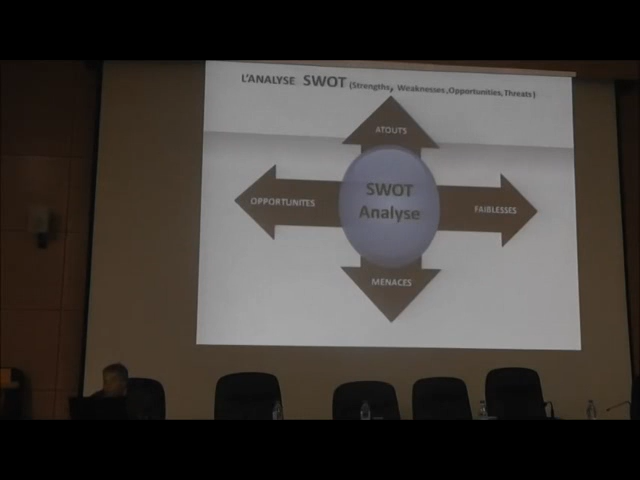 L'ANALYSE SWOT (Strengths, Weaknesses,Opportunities,Threats)
ATOUTS
OPPORTUNITES
SWOT
Analyse
FAIBLESSES
MENACES